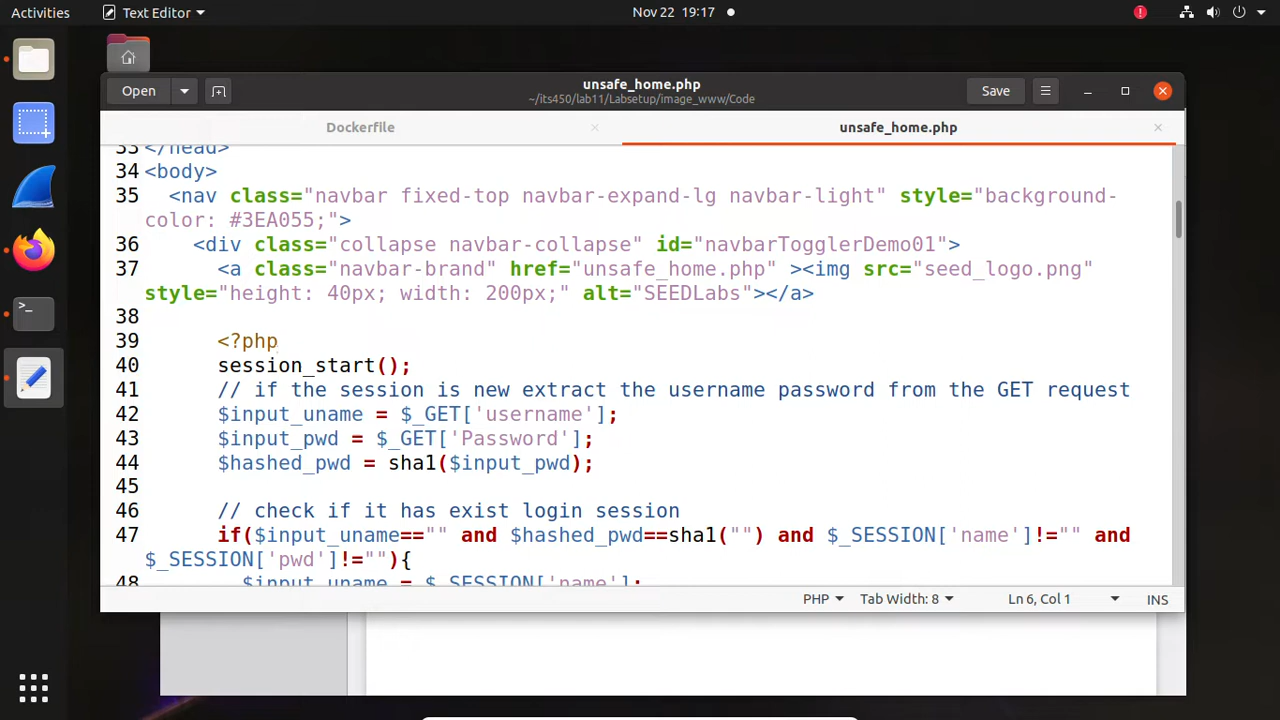 Activities Text Editor Nov 22 19:17
Open unsafe_home.php Save
~/its450/lab11/Labsetup/image_www/Code
Dockerfile unsafe_home.php
33 </head>
34 <body>
35 <nav class="navbar fixed-top navbar-expand-lg navbar-light" style="background-
color: #3EA055;">
36 <div class="collapse navbar-collapse" id="navbarTogglerDemo01">
37 <a class="navbar-brand" href="unsafe_home.php" ><img src="seed_logo.png"
style="height: 40px; width: 200px;" alt="SEEDLabs"></a>
38
39 <?php
40 session_start();
41 // if the session is new extract the username password from the GET request
42 $input_uname = $_GET['username'];
43 $input_pwd = $_GET['Password'];
44 $hashed_pwd = sha1($input_pwd);
45
46 // check if it has exist login session
47 if($input_uname=="" and $hashed_pwd==sha1("") and $_SESSION['name']!="" and
$_SESSION['pwd']!=""){
48 $input_uname = $_SESSION['name'];
PHP Tab Width: 8 Ln 6, Col 1 INS